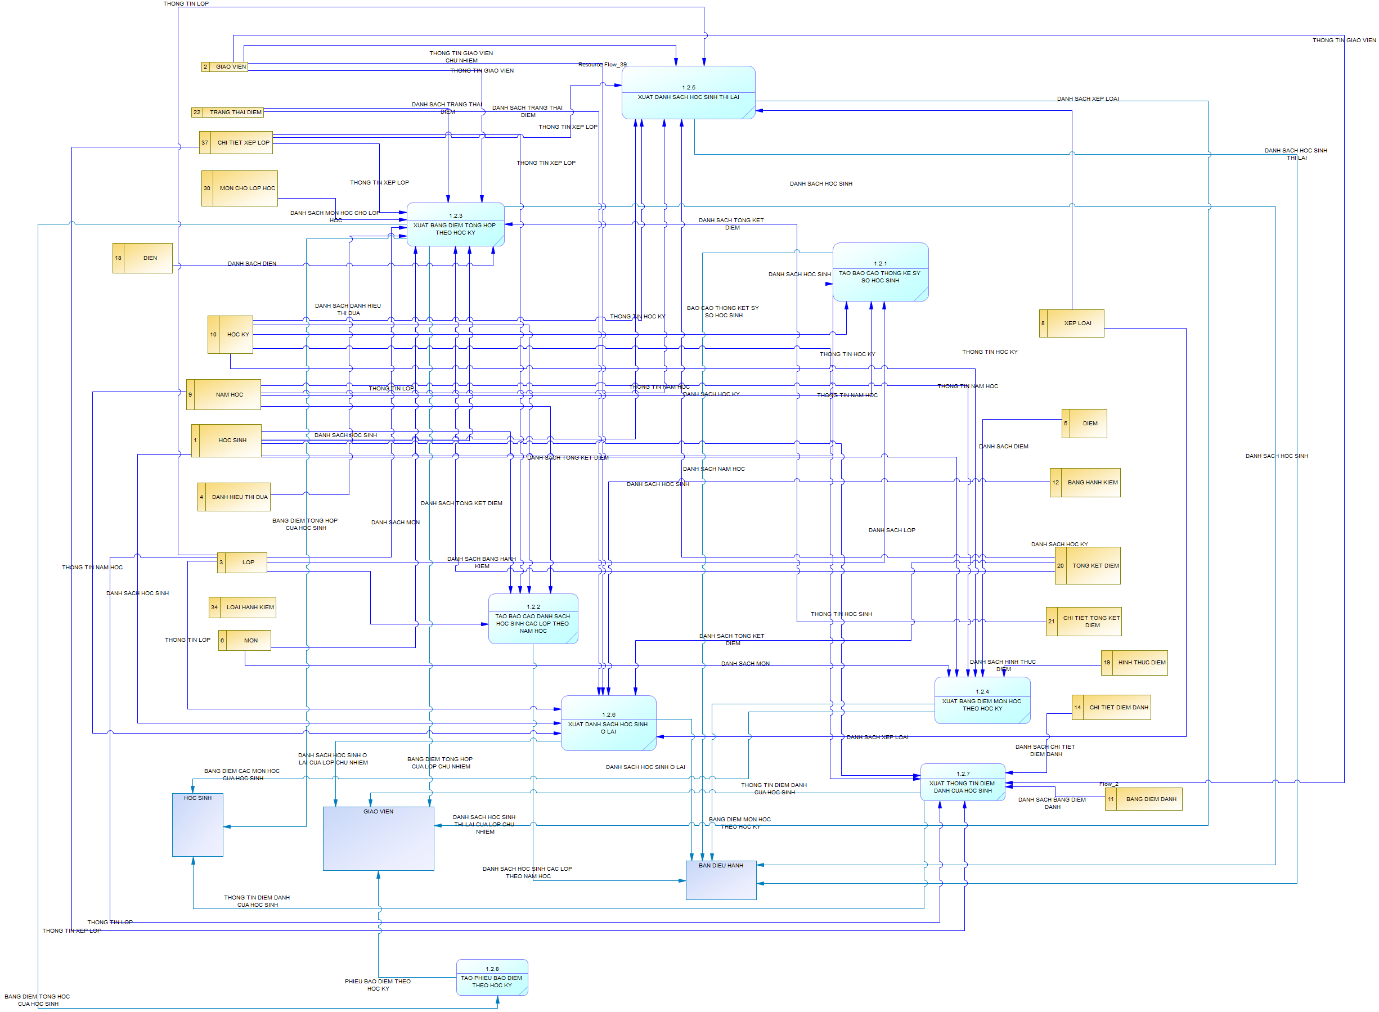 THONG TIN LOP
THONG TIN GIAO VIEN
THONG TIN GIAO VIEN
CHU NHIEM
2 GIAO VIEN
THONG TIN GIAO VIEN
Resource Flow_39
1.2.5
XUAT DANH SACH HOC SINH THI LAI
DANH SACH XEP LOAI
22 TRANG THAI DIEM
DANH SACH TRANG THAI
DIEM
DANH SACH TRANG THAI
DIEM
THONG TIN XEP LOP
37 CHI TIET XEP LOP
THONG TIN XEP LOP
DANH SACH HOC SINH
THI LAI
THONG TIN XEP LOP
DANH SACH HOC SINH
30 MON CHO LOP HOC
DANH SACH MON HOC CHO LOP
HOC
1.2.3
XUAT BANG DIEM TONG HOP
THEO HOC KY
DANH SACH TONG KET
DIEM
18 DIEN
DANH SACH DIEN
1.2.1
TAO BAO CAO THONG KE SY
SO HOC SINH
DANH SACH HOC SINH
DANH SACH DANH HIEU
THI DUA
BAO CAO THONG KET SY
SO HOC SINH
THONG TIN HOC KY
10 HOC KY
8 XEP LOAI
THONG TIN HOC KY
THONG TIN HOC KY
9 NAM HOC
THONG TIN LOP
THONG TIN NAM HOC
DANH SACH HOC KY
THONG TIN NAM HOC
THONG TIN NAM HOC
1 HOC SINH
DANH SACH HOC SINH
5 DIEM
DANH SACH DIEM
DANH SACH TONG KET DIEM
DANH SACH HOC SINH
DANH SACH NAM HOC
DANH SACH HOC SINH
12 BANG HANH KIEM
4 DANH HIEU THI DUA
DANH SACH TONG KET DIEM
BANG DIEM TONG HOP
CUA HOC SINH
DANH SACH MON
DANH SACH LOP
DANH SACH HOC KY
3 LOP
DANH SACH BANG HANH
KIEM
THONG TIN NAM HOC
20 TONG KET DIEM
DANH SACH HOC SINH
34 LOAI HANH KIEM
1.2.2
TAO BAO CAO DANH SACH
HOC SINH CAC LOP THEO
NAM HOC
THONG TIN HOC SINH
21 CHI TIET TONG KET
DIEM
THONG TIN LOP
6 MON
DANH SACH TONG KET
DIEM
DANH SACH MON
DANH SACH HINH THUC
DIEM
19 HINH THUC DIEM
1.2.4
XUAT BANG DIEM MON HOC
THEO HOC KY
1.2.6
XUAT DANH SACH HOC SINH
O LAI
14 CHI TIET DIEM DANH
DANH SACH XEP LOAI
DANH SACH CHI TIET
DIEM DANH
DANH SACH HOC SINH O
LAI CUA LOP CHU NHIEM
BANG DIEM TONG HOP
CUA LOP CHU NHIEM
DANH SACH HOC SINH O LAI
BANG DIEM CAC MON HOC
CUA HOC SINH
1.2.7
XUAT THONG TIN DIEM
DANH CUA HOC SINH
THONG TIN DIEM DANH
CUA HOC SINH
Flow_2
11 BANG DIEM DANH
DANH SACH BANG DIEM
DANH
HOC SINH
GIAO VIEN
DANH SACH HOC SINH
THI LAI CUA LOP CHU
NHIEM
BANG DIEM MON HOC
THEO HOC KY
BAN DIEU HANH
DANH SACH HOC SINH CAC LOP
THEO NAM HOC
THONG TIN DIEM DANH
CUA HOC SINH
THONG TIN LOP
THONG TIN XEP LOP
1.2.8
TAO PHIEU BAO DIEM
THEO HOC KY
PHIEU BAO DIEM THEO
HOC KY
BANG DIEM TONG HOC
CUA HOC SINH